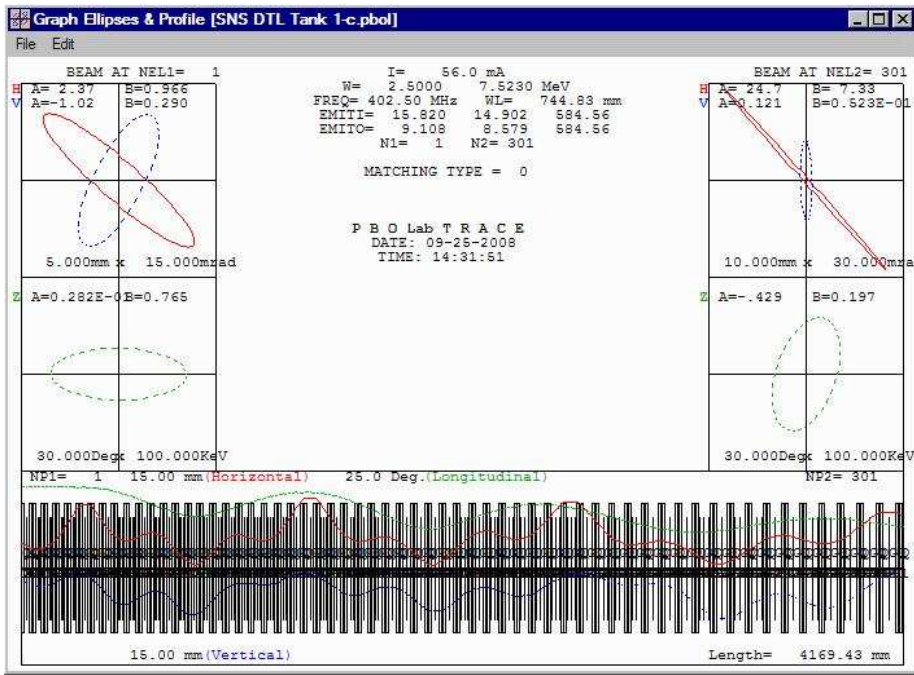 Graph Ellipses & Profile [SNS DTL Tank 1-c.pbol]
File Edit
BEAM AT NEL1= 1
H A= 2.37 B=0.966
V A=-1.02 B=0.290
5.000mm x 15.000mrad
Z A=0.282E-01 B=0.765
30.000Deg x 100.000KeV
I= 56.0 mA
W= 2.5000 7.5230 MeV
FREQ= 402.50 MHz WL= 744.83 mm
EMITI= 15.820 14.902 584.56
EMITO= 9.108 8.579 584.56
N1= 1 N2= 301
MATCHING TYPE = 0
P B O Lab T R A C E
DATE: 09-25-2008
TIME: 14:31:51
BEAM AT NEL2= 301
H A= 24.7 B= 7.33
V A=0.121 B=0.523E-01
10.000mm x 30.000mra
Z A=-.429 B=0.197
30.000Deg x 100.000KeV
NP1= 1 15.00 mm(Horizontal) 25.0 Deg.(Longitudinal) NP2= 301
15.00 mm(Vertical) Length= 4169.43 mm